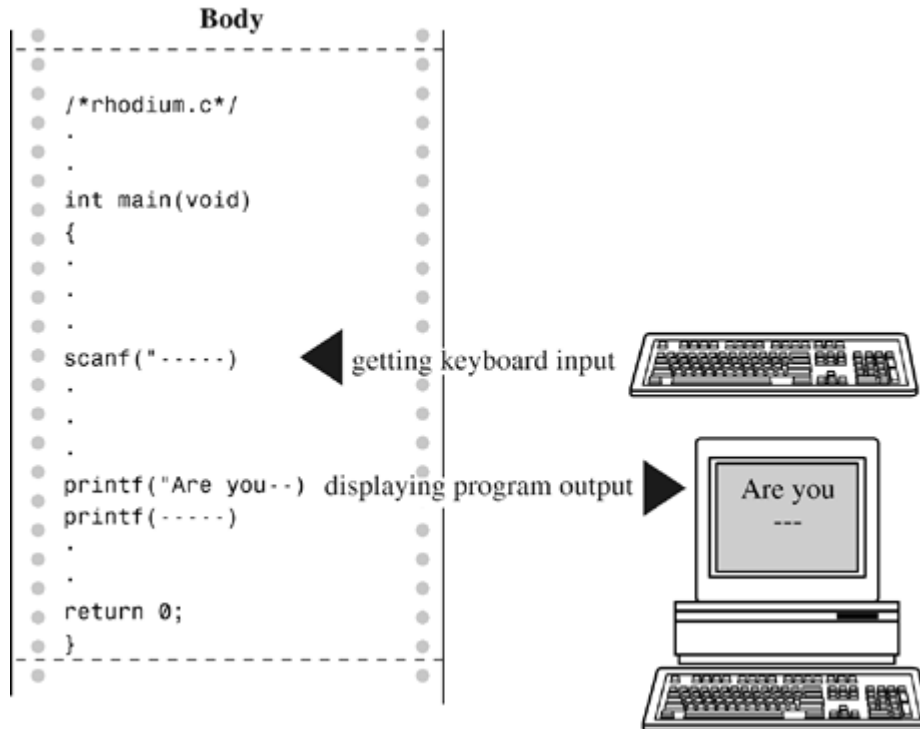 Body
/*rhodium.c*/
.
.
int main(void)
{
.
.
.
scanf("-----)
getting keyboard input
.
.
.
printf("Are you--)
displaying program output
Are you
---
printf(-----)
.
.
return 0;
}